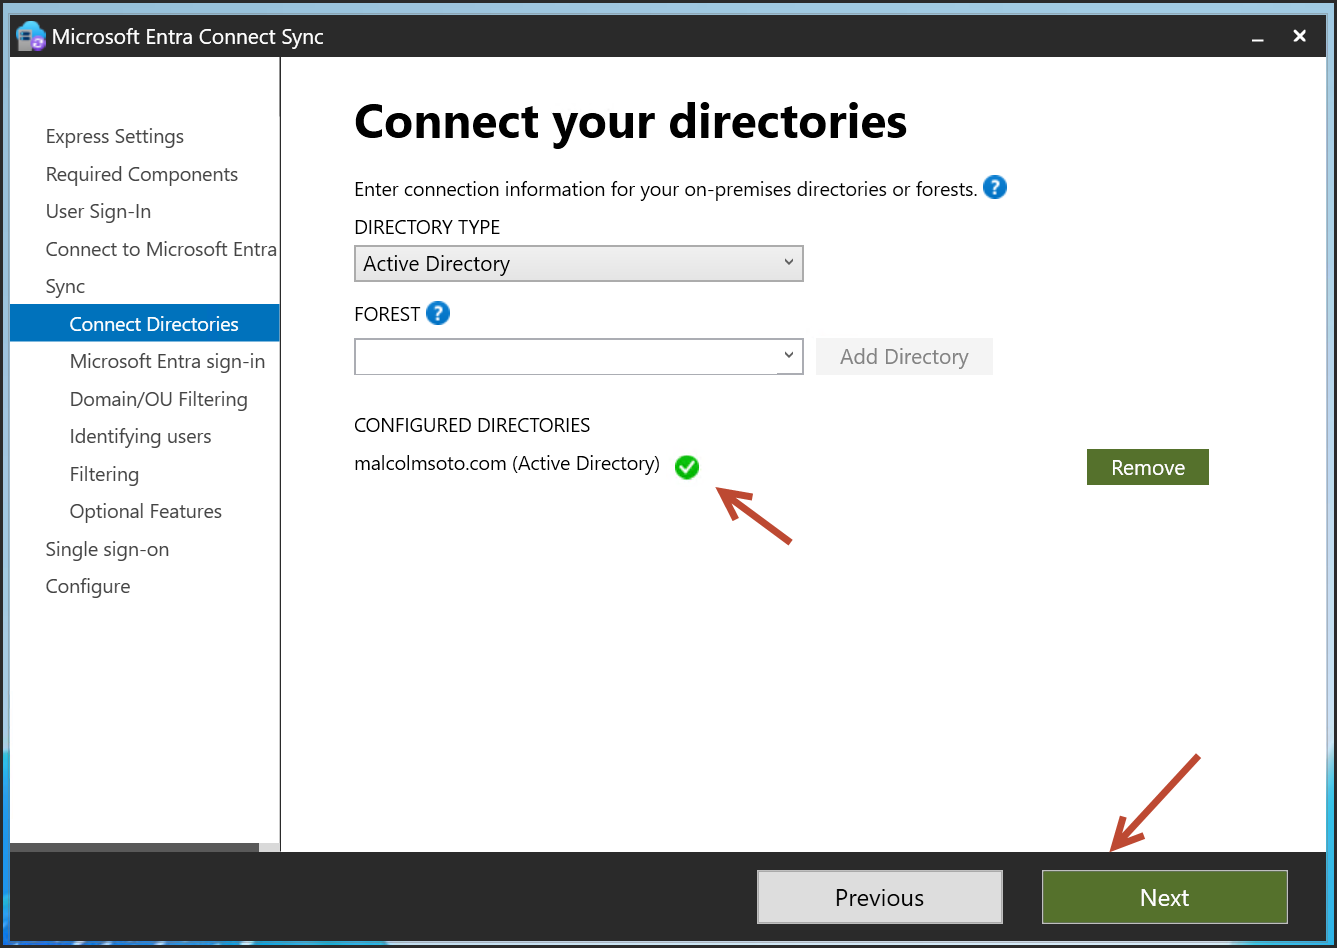 Microsoft Entra Connect Sync
Express Settings
Required Components
User Sign-In
Connect to Microsoft Entra
Sync
Connect Directories
Microsoft Entra sign-in
Domain/OU Filtering
Identifying users
Filtering
Optional Features
Single sign-on
Configure
Connect your directories
Enter connection information for your on-premises directories or forests. ?
DIRECTORY TYPE
Active Directory
FOREST ?
Add Directory
CONFIGURED DIRECTORIES
malcolmsoto.com (Active Directory)
Remove
Previous
Next